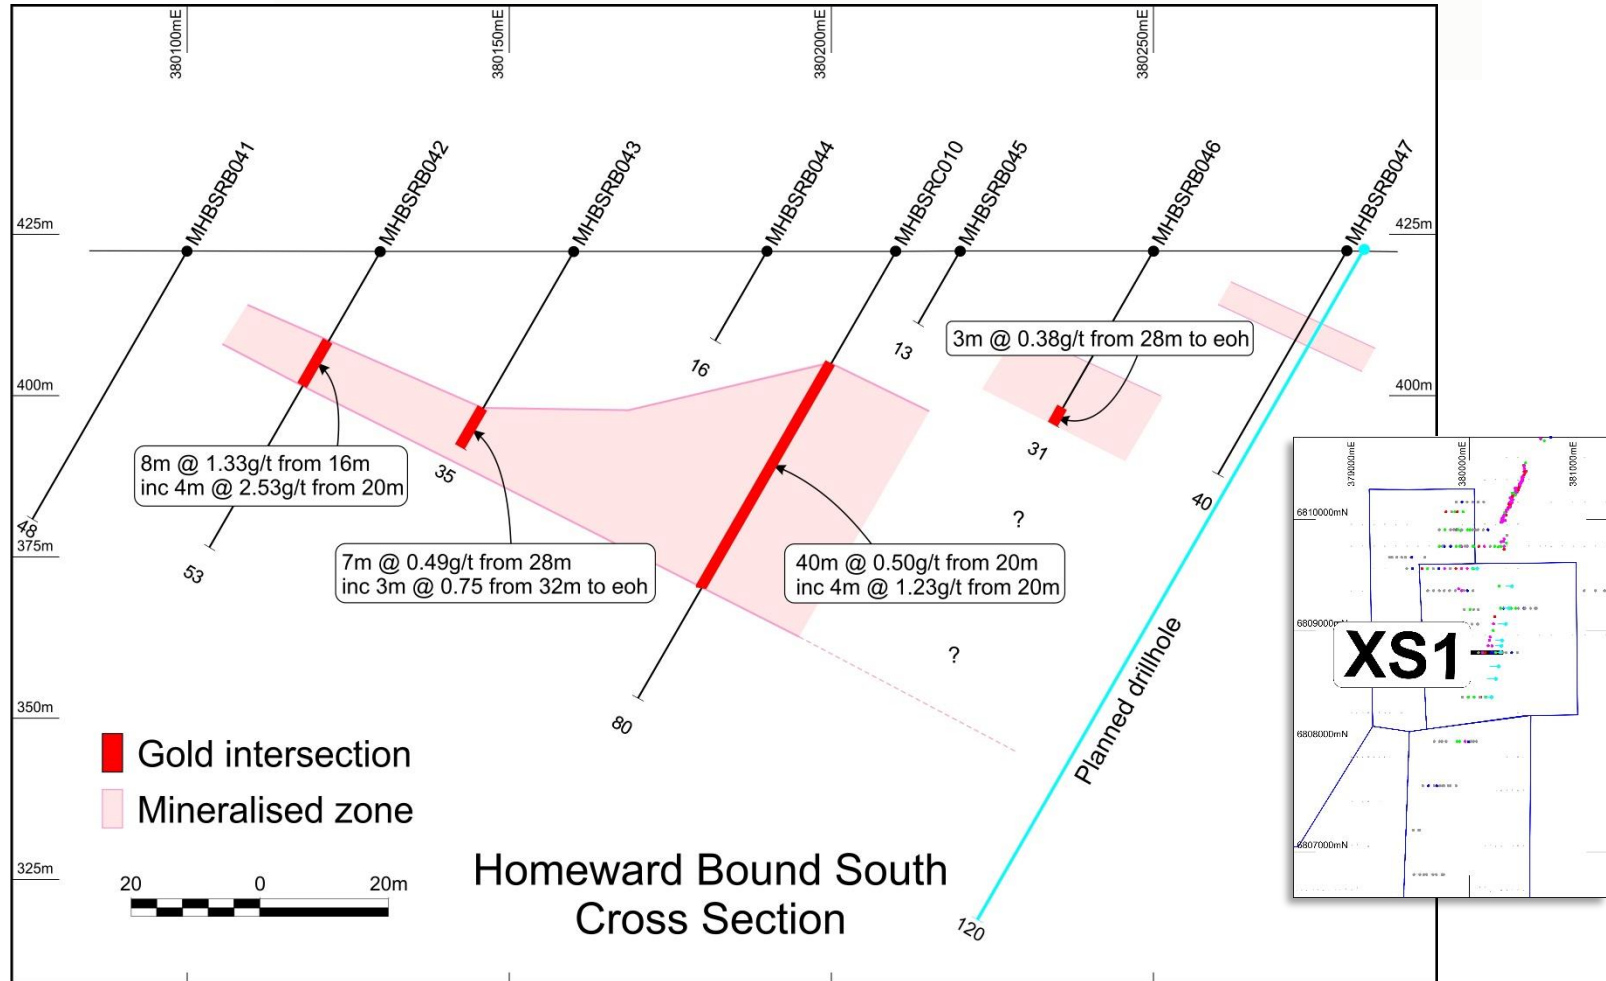 380100mE
380150mE
380200mE
380250mE
MHBSRB041
MHBSRB042
MHBSRB043
MHBSRB044
MHBSRC010
MHBSRB045
MHBSRB046
MHBSRB047
425m
425m
400m
400m
375m
350m
325m
16
13
3m @ 0.38g/t from 28m to eoh
31
35
40
48
53
8m @ 1.33g/t from 16m
inc 4m @ 2.53g/t from 20m
7m @ 0.49g/t from 28m
inc 3m @ 0.75 from 32m to eoh
40m @ 0.50g/t from 20m
inc 4m @ 1.23g/t from 20m
?
?
80
120
Planned drillhole
Gold intersection
Mineralised zone
20 0 20m
Homeward Bound South
Cross Section
379000mE
380000mE
381000mE
6810000mN
6809000mN
XS1
6808000mN
6807000mN